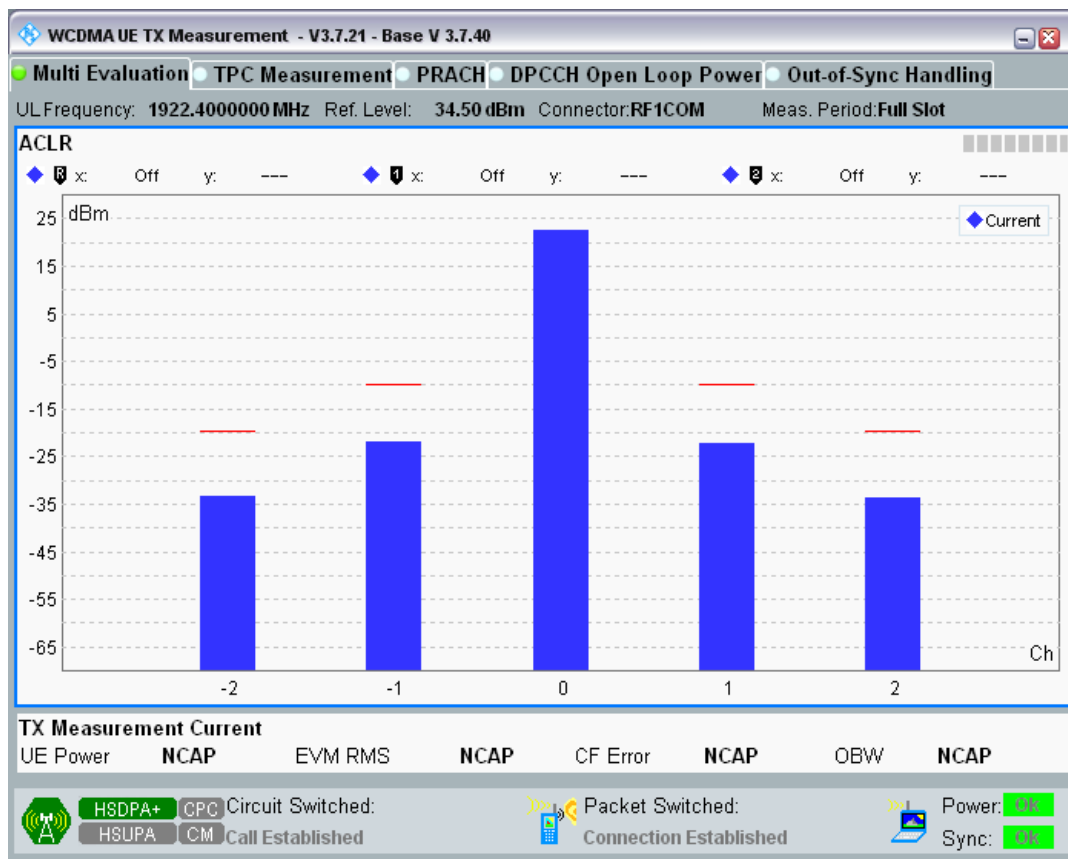 WCDMA UE TX Measurement - V3.7.21 - Base V 3.7.40
Multi Evaluation TPC Measurement PRACH DPCCH Open Loop Power Out-of-Sync Handling
UL Frequency: 1922.4000000 MHz Ref. Level: 34.50 dBm Connector:RF1COM Meas. Period:Full Slot
ACLR
R x: Off y: --- 1 x: Off y: --- 2 x: Off y: ---
dBm
Current
25
15
5
-5
-15
-25
-35
-45
-55
-65
Ch
-2 -1 0 1 2
TX Measurement Current
UE Power NCAP EVM RMS NCAP CF Error NCAP OBW NCAP
HSDPA+ CPC Circuit Switched: Packet Switched: Power: OK
HSUPA CM Call Established Connection Established Sync: OK